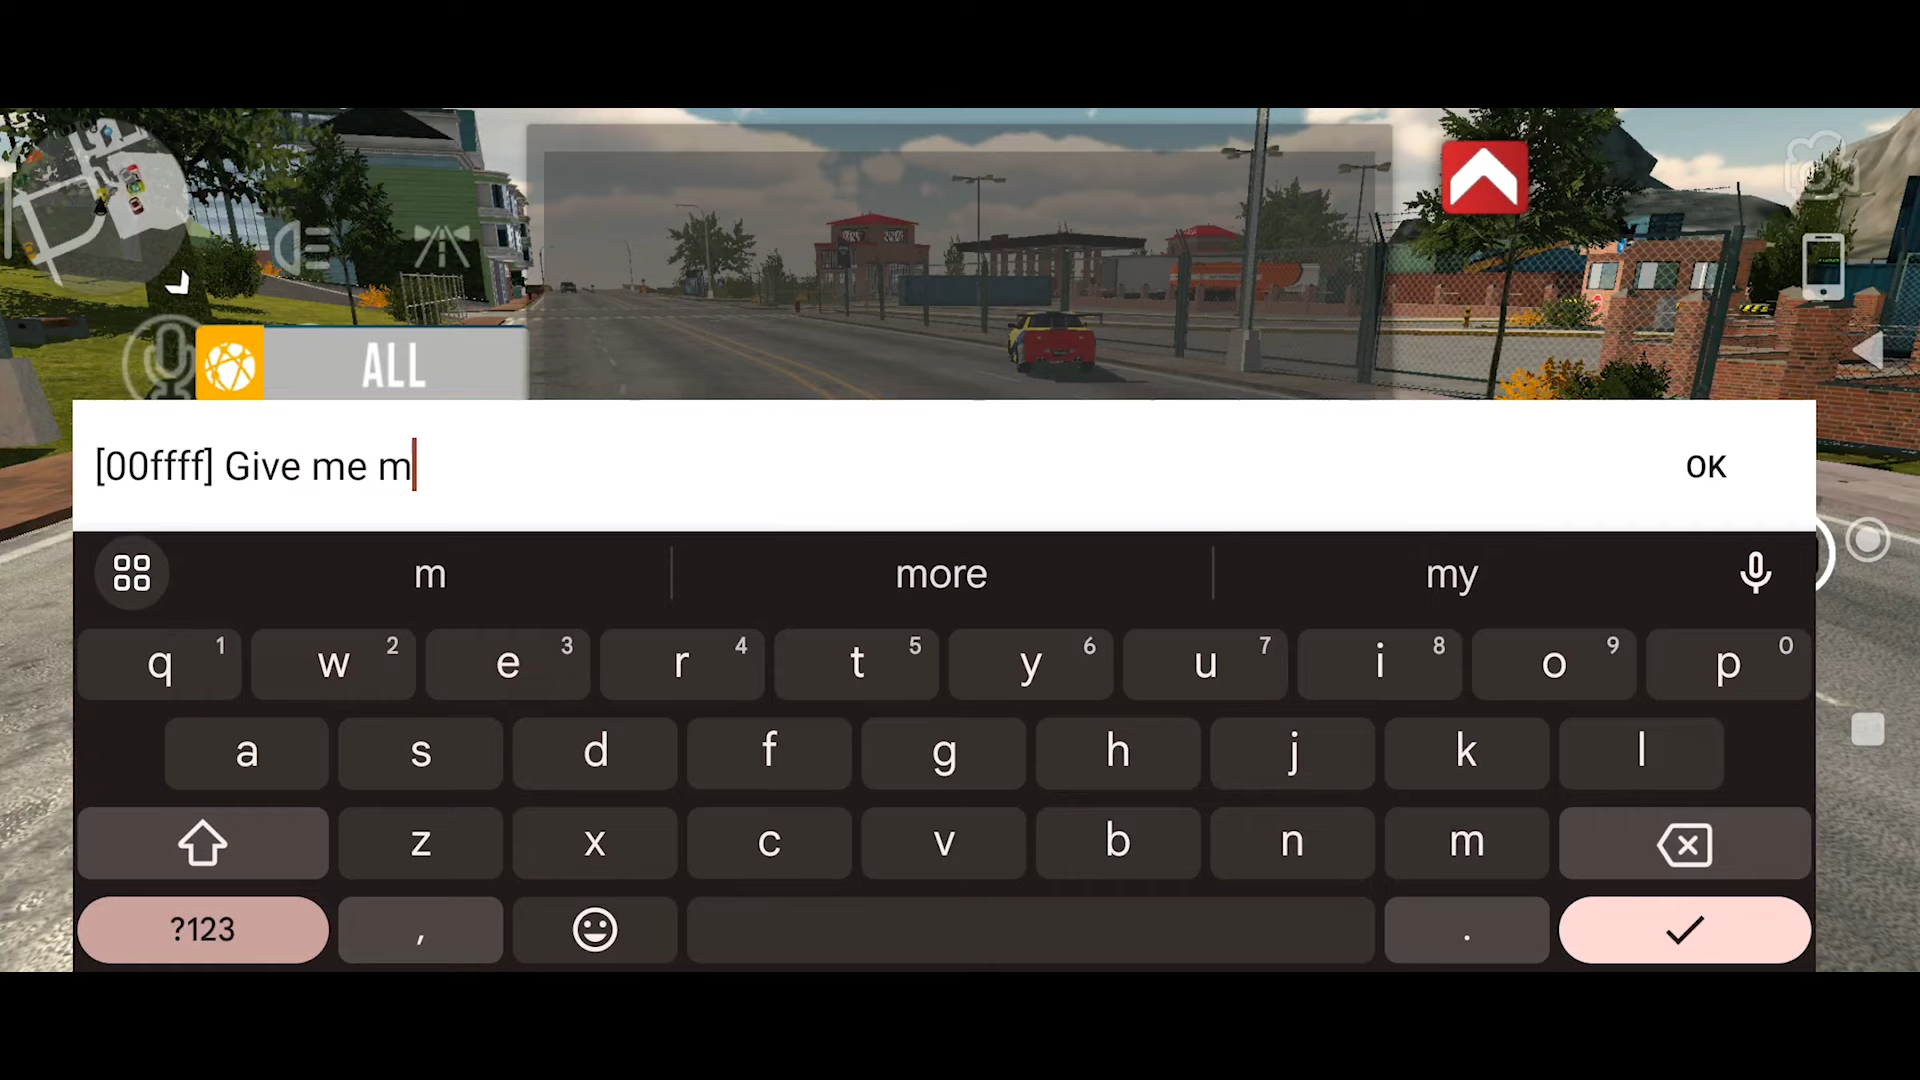 ALL
[00ffff] Give me m
OK
m more my
q 1 w 2 e 3 r 4 t 5 y 6 u 7 i 8 o 9 p 0
a s d f g h j k l
z x c v b n m
?123 , .